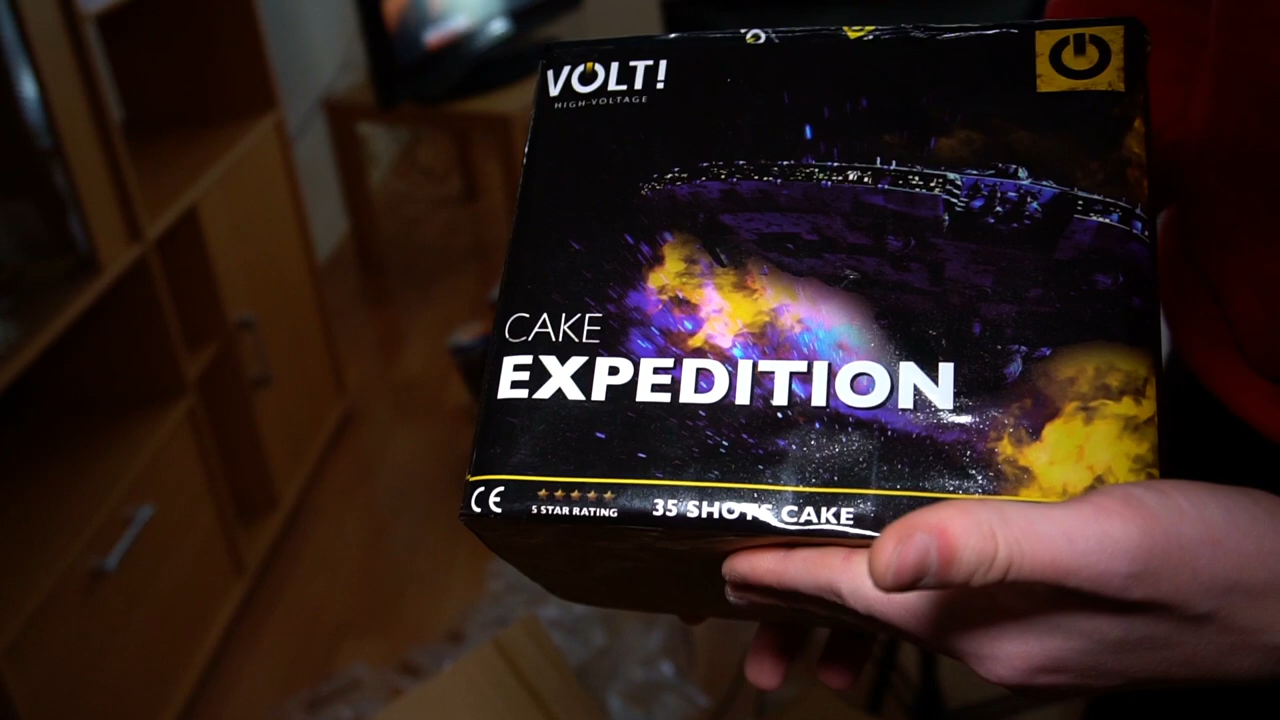 VOLT!
HIGH-VOLTAGE
CAKE
EXPEDITION
CE
5 STAR RATING
35 SHOTS CAKE